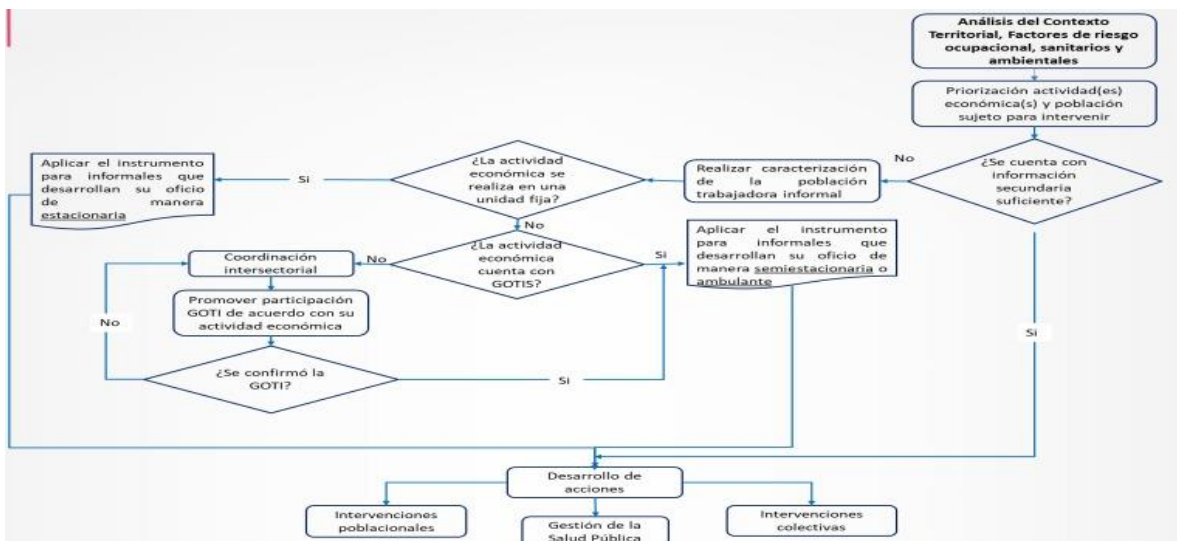 Análisis del Contexto
Territorial, Factores de riesgo
ocupacional, sanitarios y
ambientales
Priorización actividad(es)
económica(s) y población
sujeto para intervenir
¿Se cuenta con
información
secundaria
suficiente?
No
Realizar caracterización
de la población
trabajadora informal
¿La actividad
económica se
realiza en una
unidad fija?
Si
Aplicar el instrumento
para informales que
desarrollan su oficio
de manera
estacionaria
No
¿La actividad
económica
cuenta con
GOTIS?
Si
Aplicar el instrumento
para informales que
desarrollan su oficio de
manera semiestacionaria o
ambulante
No
Coordinación
intersectorial
Promover participación
GOTI de acuerdo con su
actividad económica
¿Se confirmó la
GOTI?
No
Si
Si
Desarrollo de
acciones
Intervenciones
poblacionales
Gestión de la
Salud Pública
Intervenciones
colectivas